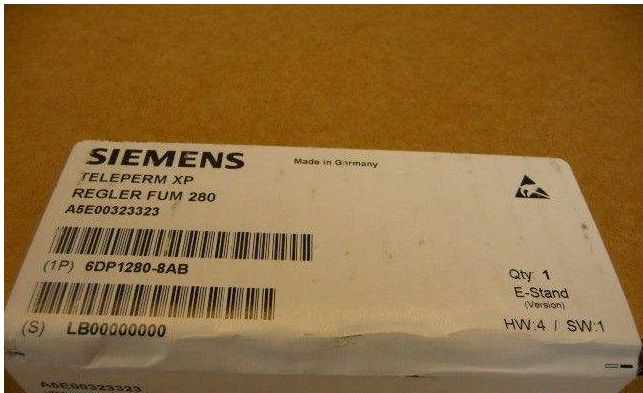 SIEMENS
Made in Germany
TELEPERM XP
REGLER FUM 280
A5E00323323
(1P) 6DP1280-8AB
Qty 1
E-Stand
(Version)
(S) LB00000000
HW:4 / SW:1
A5E00323323